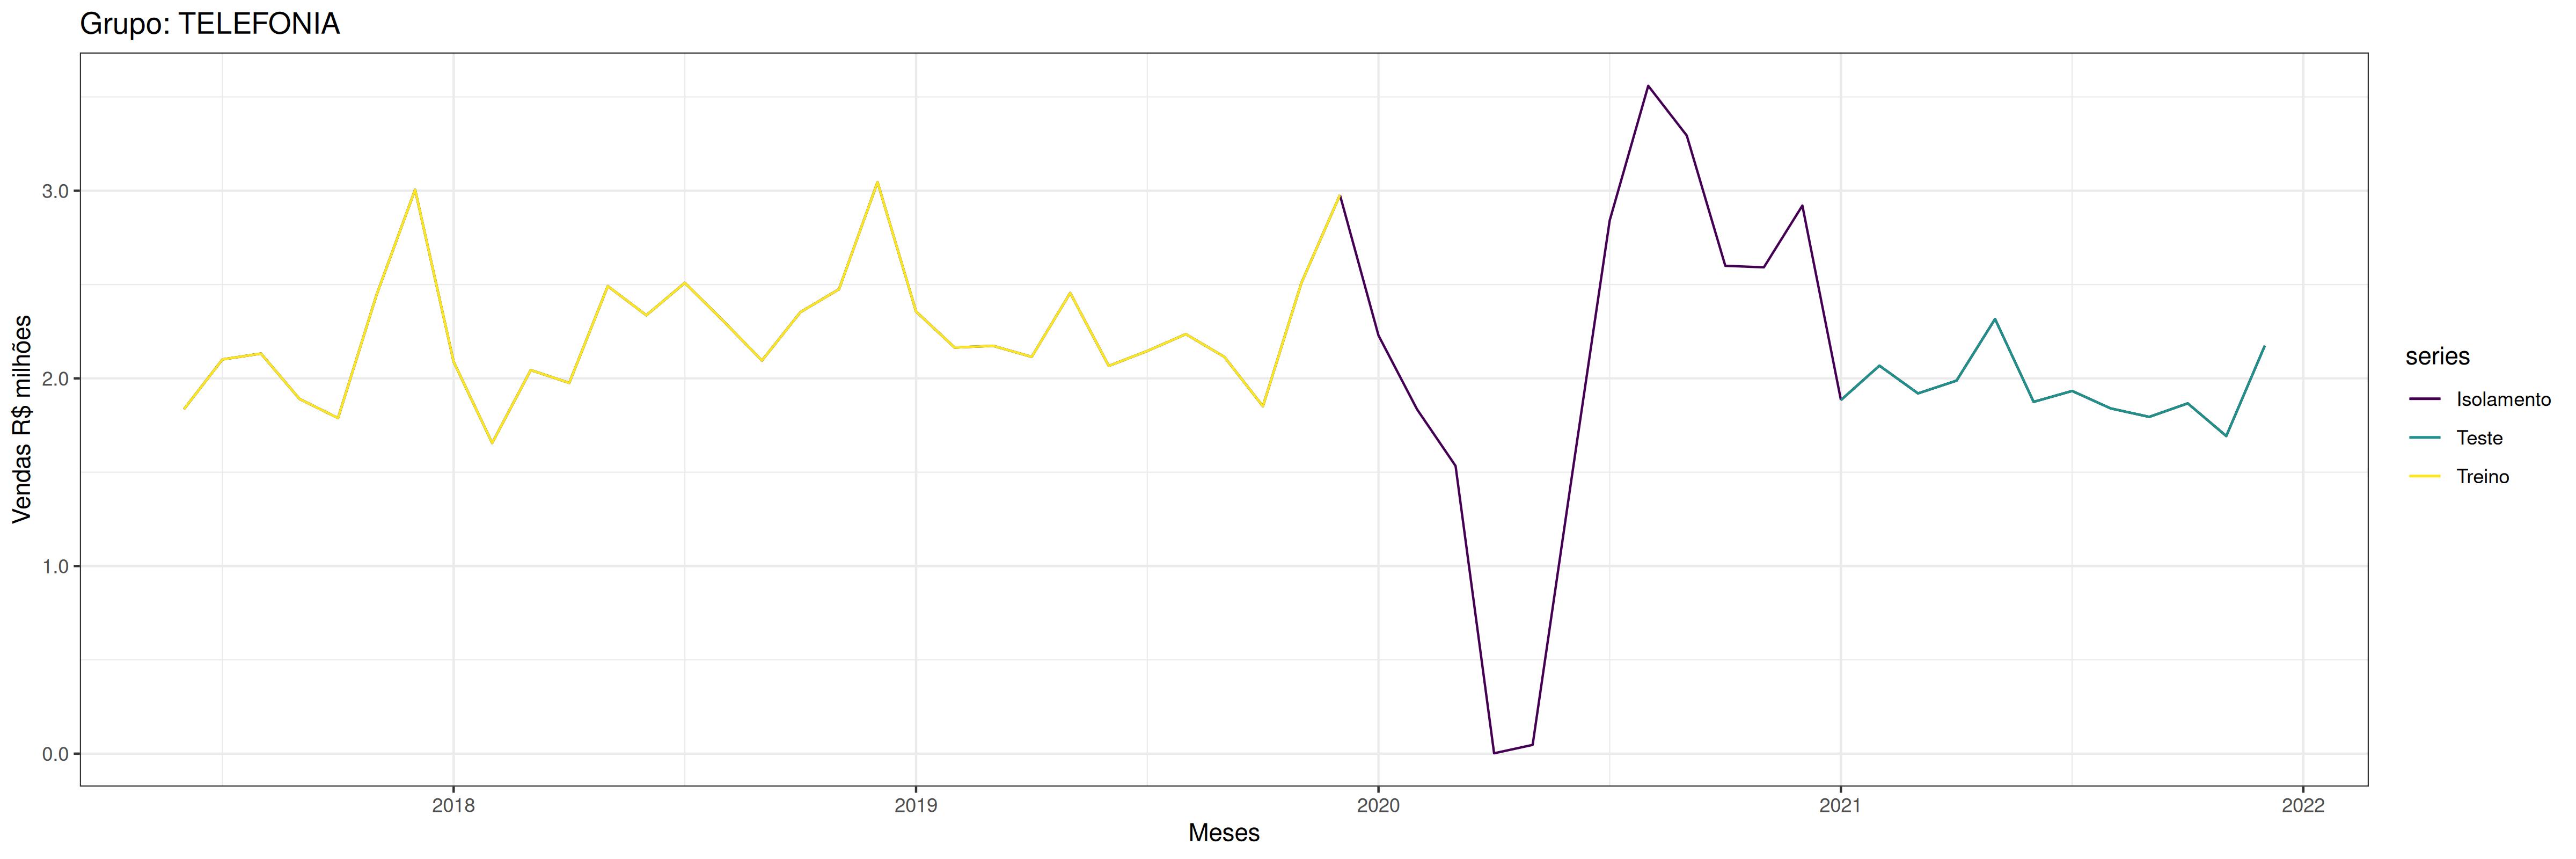 Grupo: TELEFONIA
Vendas R$ milhões
3.0
2.0
1.0
0.0
2018
2019
2020
2021
2022
Meses
series
Isolamento
Teste
Treino